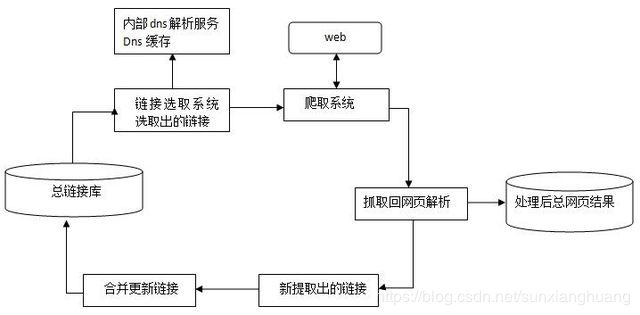 内部dns解析服务
Dns 缓存
web
链接选取系统
选取出的链接
爬取系统
总链接库
抓取回网页解析
处理后总网页结果
合并更新链接
新提取出的链接
https://blog.csdn.net/sunxianghuang